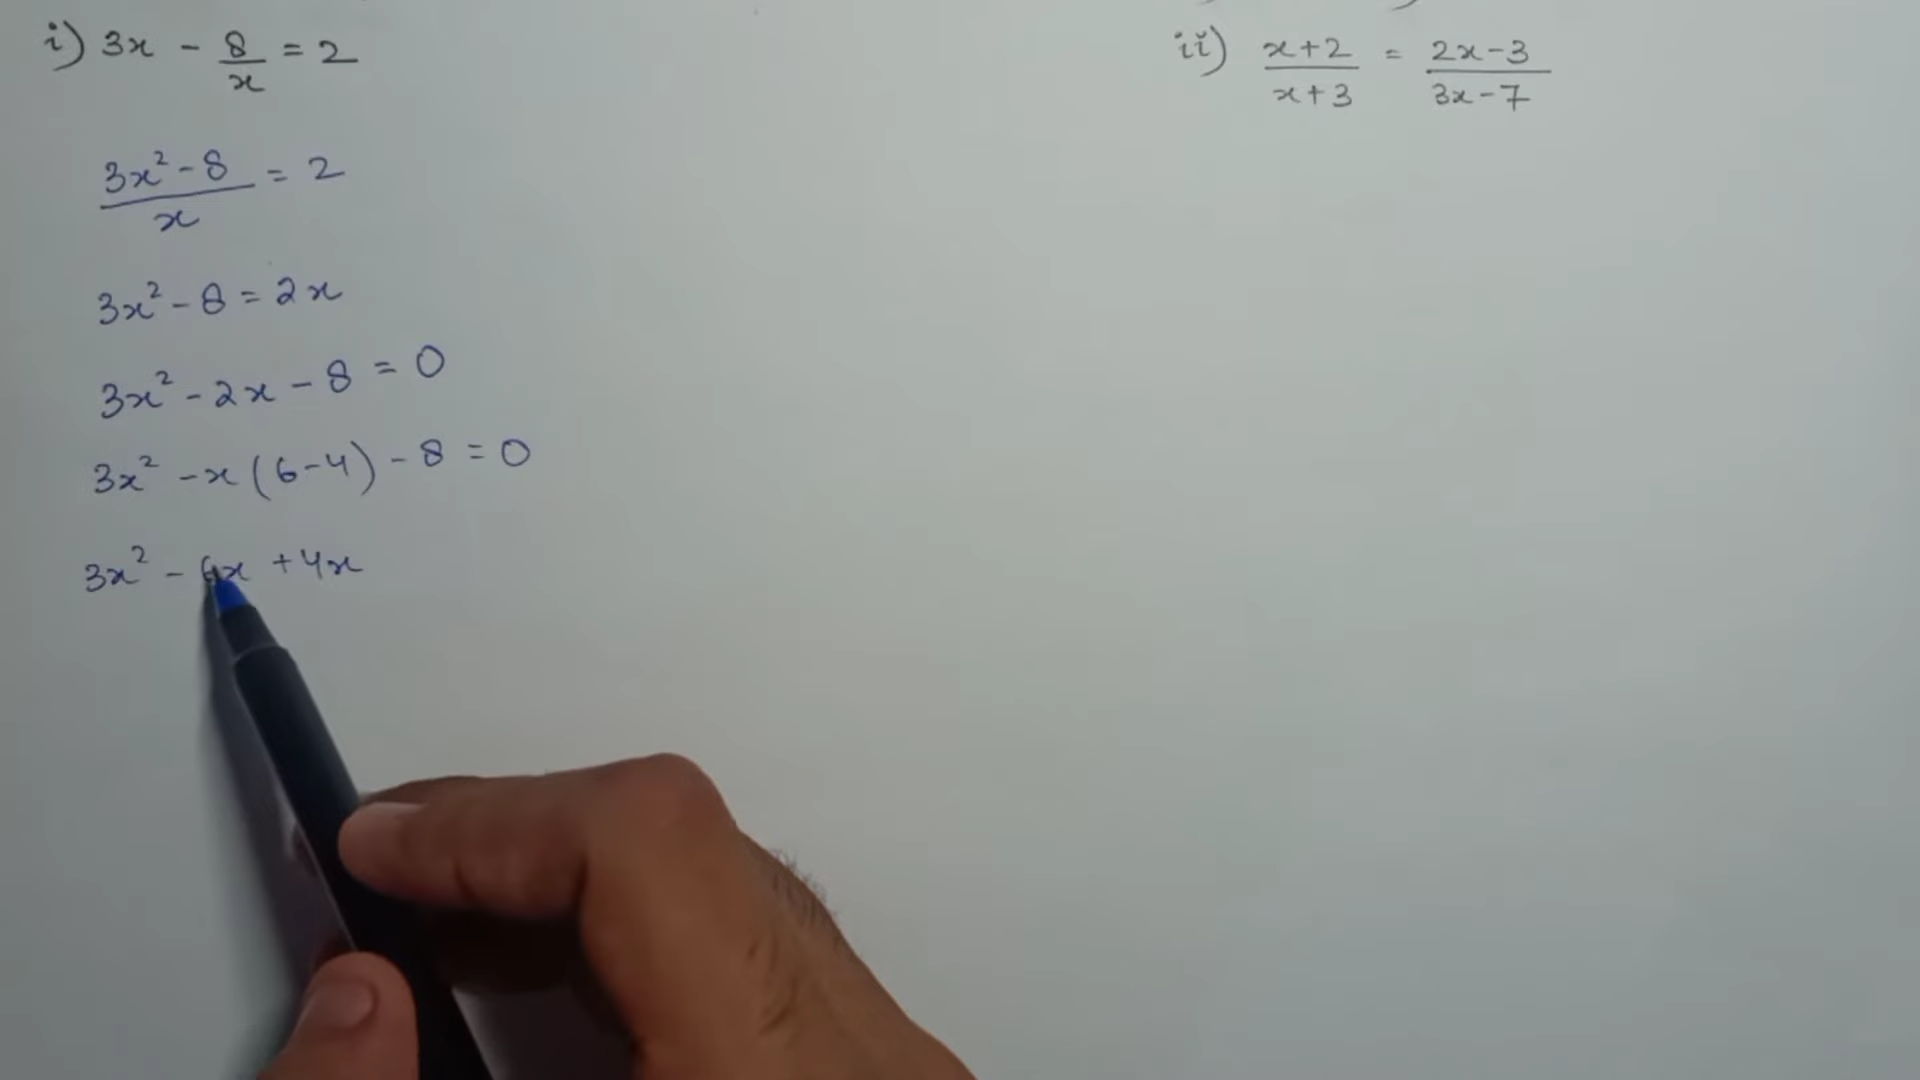 i) 3x - 8/x = 2
(3x² - 8)/x = 2
3x² - 8 = 2x
3x² - 2x - 8 = 0
3x² - x(6-4) - 8 = 0
3x² - 6x + 4x
ii) (x+2)/(x+3) = (2x-3)/(3x-7)